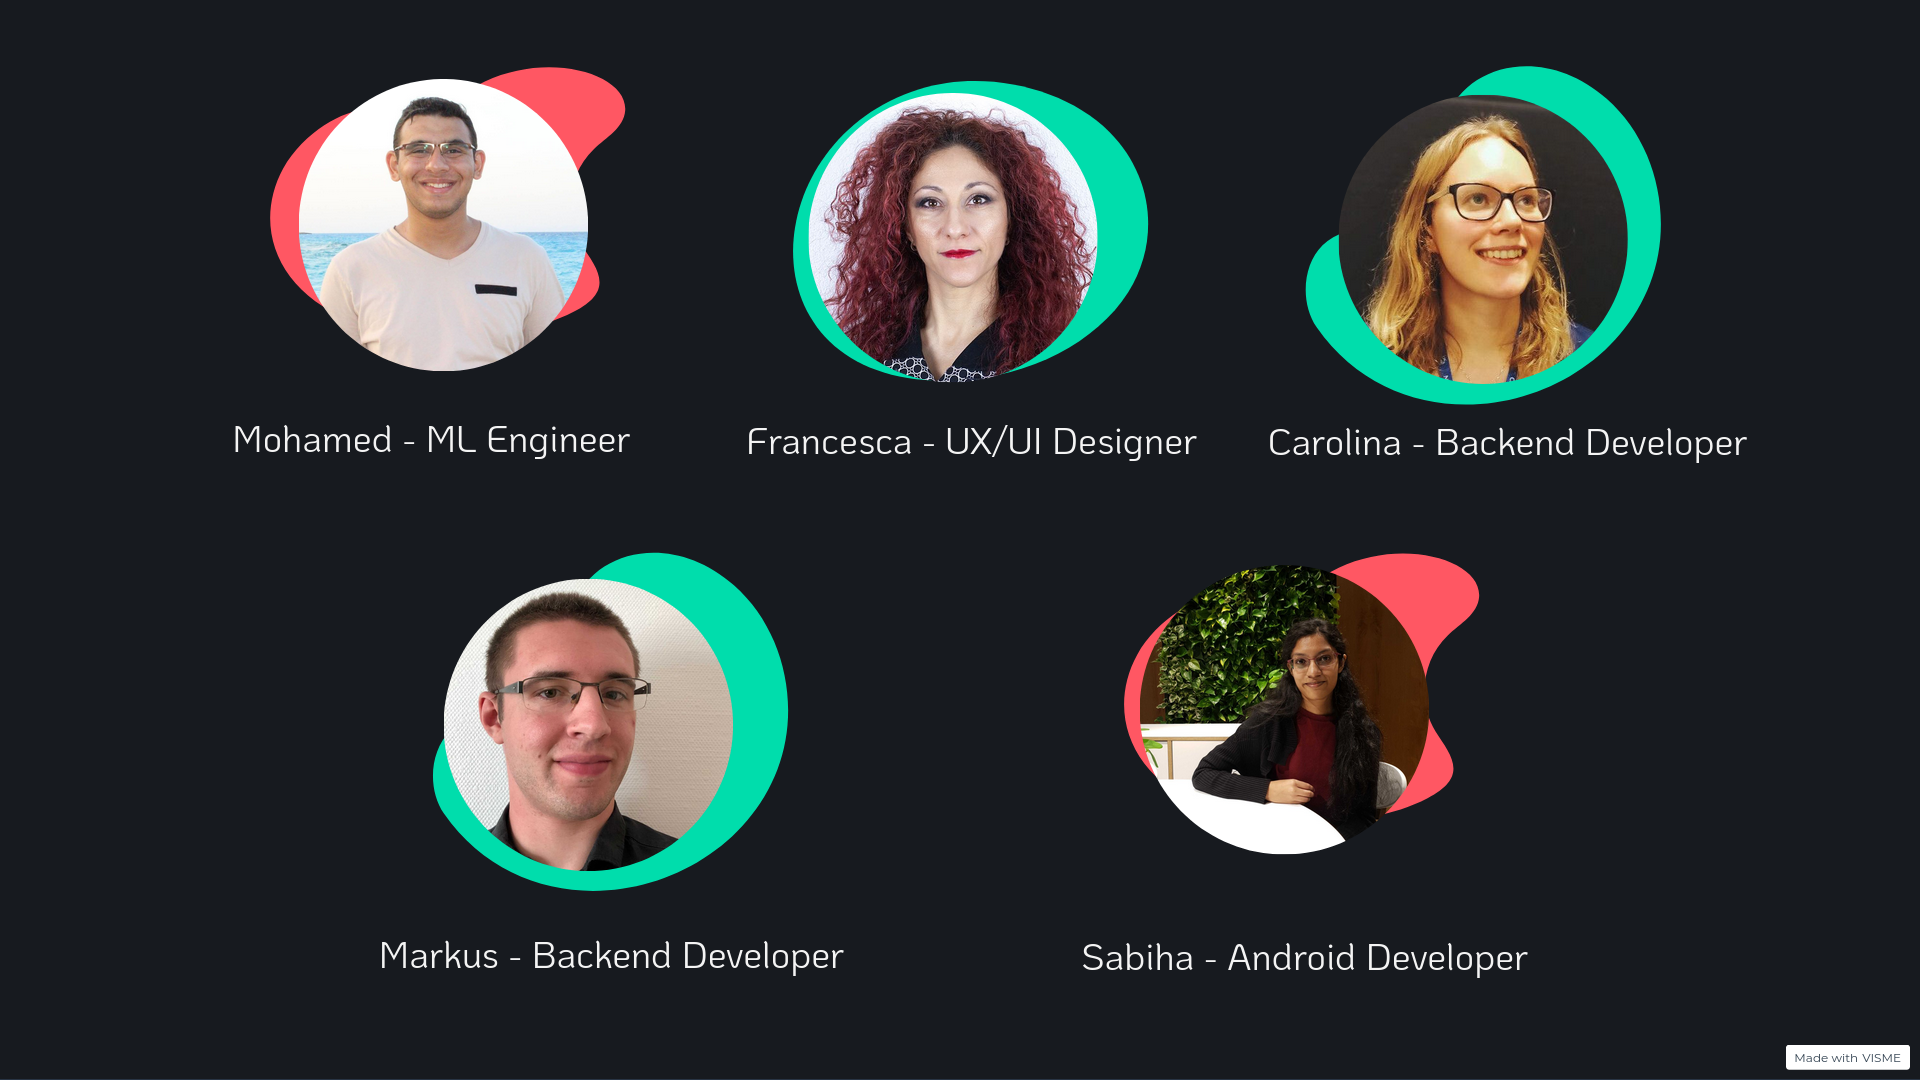 Mohamed - ML Engineer
Francesca - UX/UI Designer
Carolina - Backend Developer
Markus - Backend Developer
Sabiha - Android Developer
Made with VISME